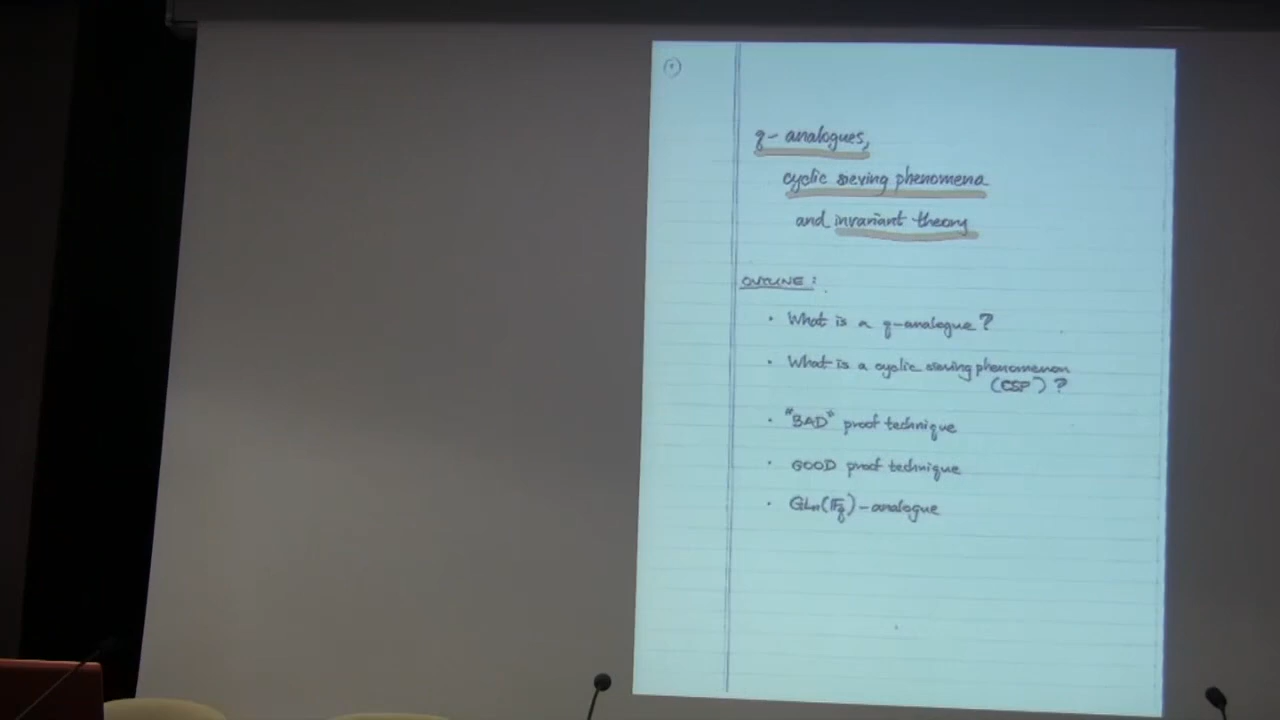 q- analogues,
cyclic sieving phenomena
and invariant theory
OUTLINE:
• What is a q-analogue?
• What is a cyclic sieving phenomenon
(CSP)?
• "BAD" proof technique
• GOOD proof technique
• GLn(𝔽q)-analogue